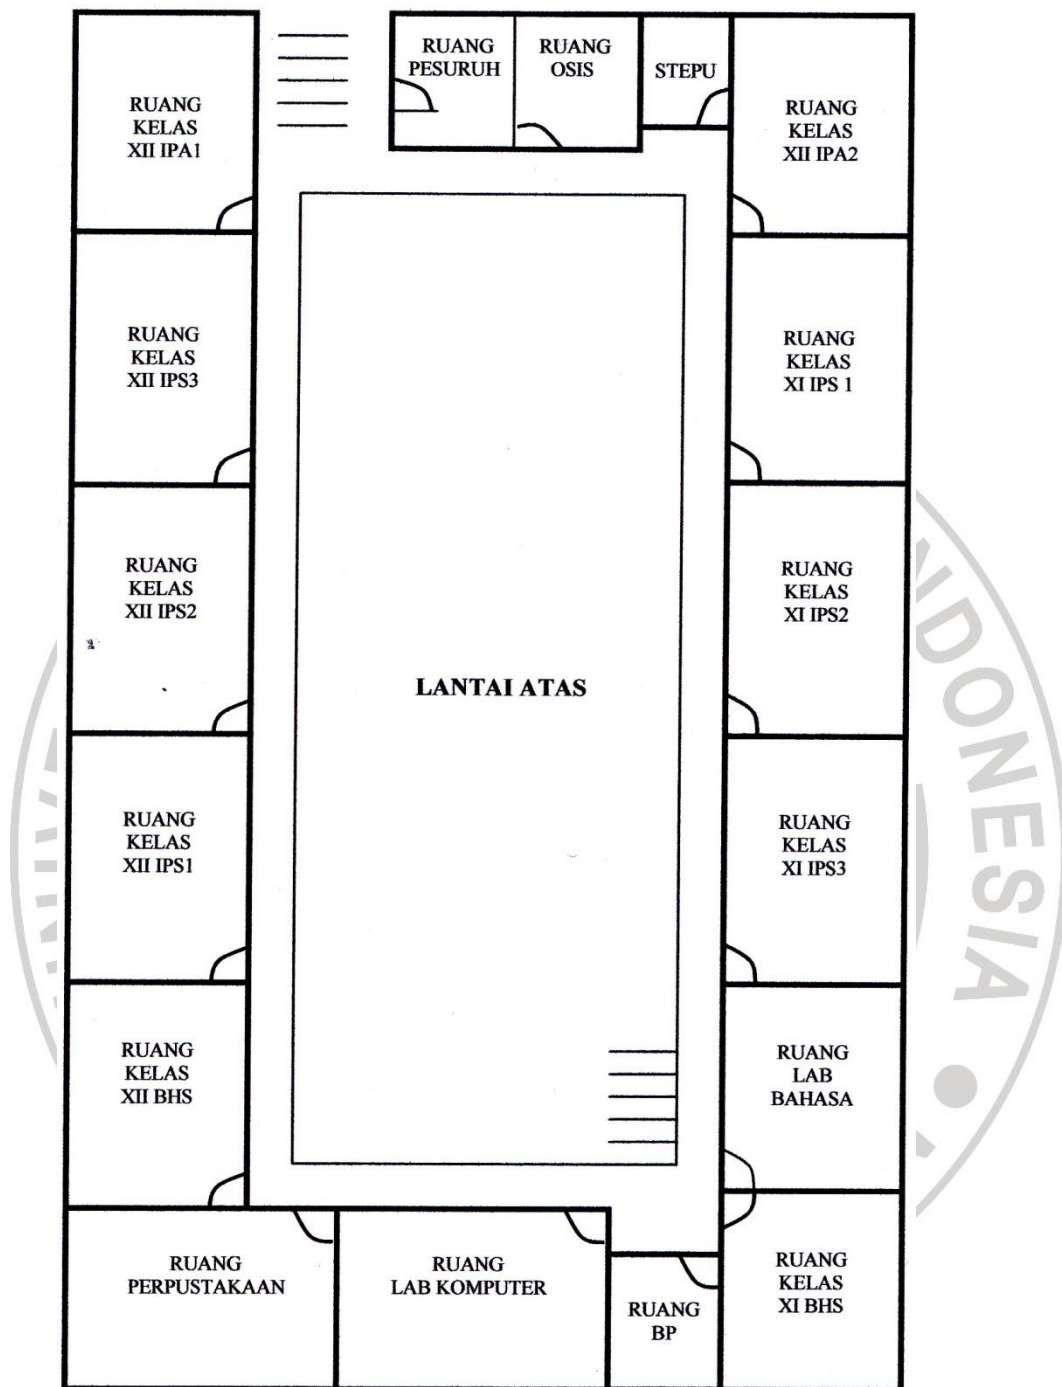 RUANG
PESURUH
RUANG
OSIS
STEPU
RUANG
KELAS
XII IPA1
RUANG
KELAS
XII IPA2
RUANG
KELAS
XII IPS3
RUANG
KELAS
XI IPS 1
RUANG
KELAS
XII IPS2
RUANG
KELAS
XI IPS2
LANTAI ATAS
RUANG
KELAS
XII IPS1
RUANG
KELAS
XI IPS3
RUANG
KELAS
XII BHS
RUANG
LAB
BAHASA
RUANG
PERPUSTAKAAN
RUANG
LAB KOMPUTER
RUANG
BP
RUANG
KELAS
XI BHS
NDONESIA